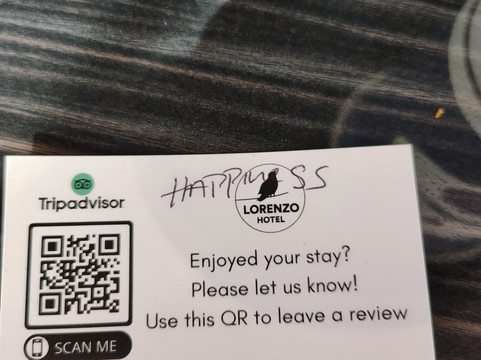 HAPPINESS
Tripadvisor
LORENZO
HOTEL
Enjoyed your stay?
Please let us know!
Use this QR to leave a review
SCAN ME